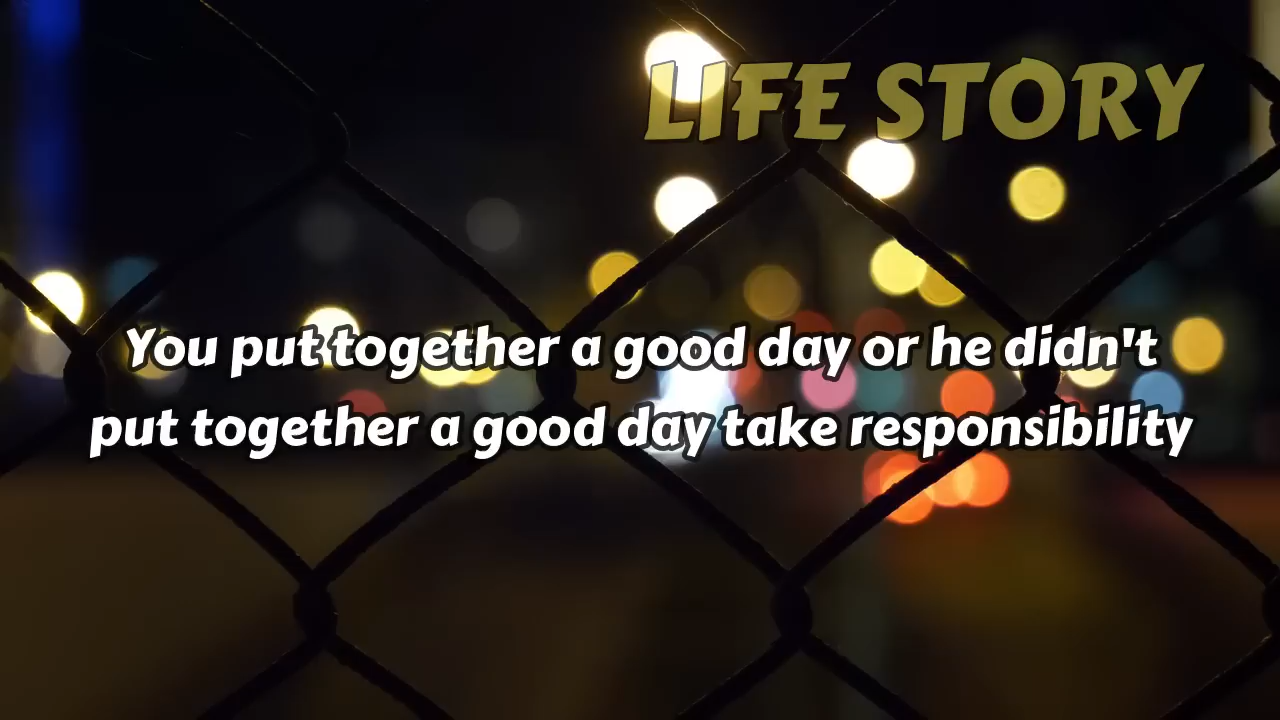 LIFE STORY
You put together a good day or he didn't
put together a good day take responsibility